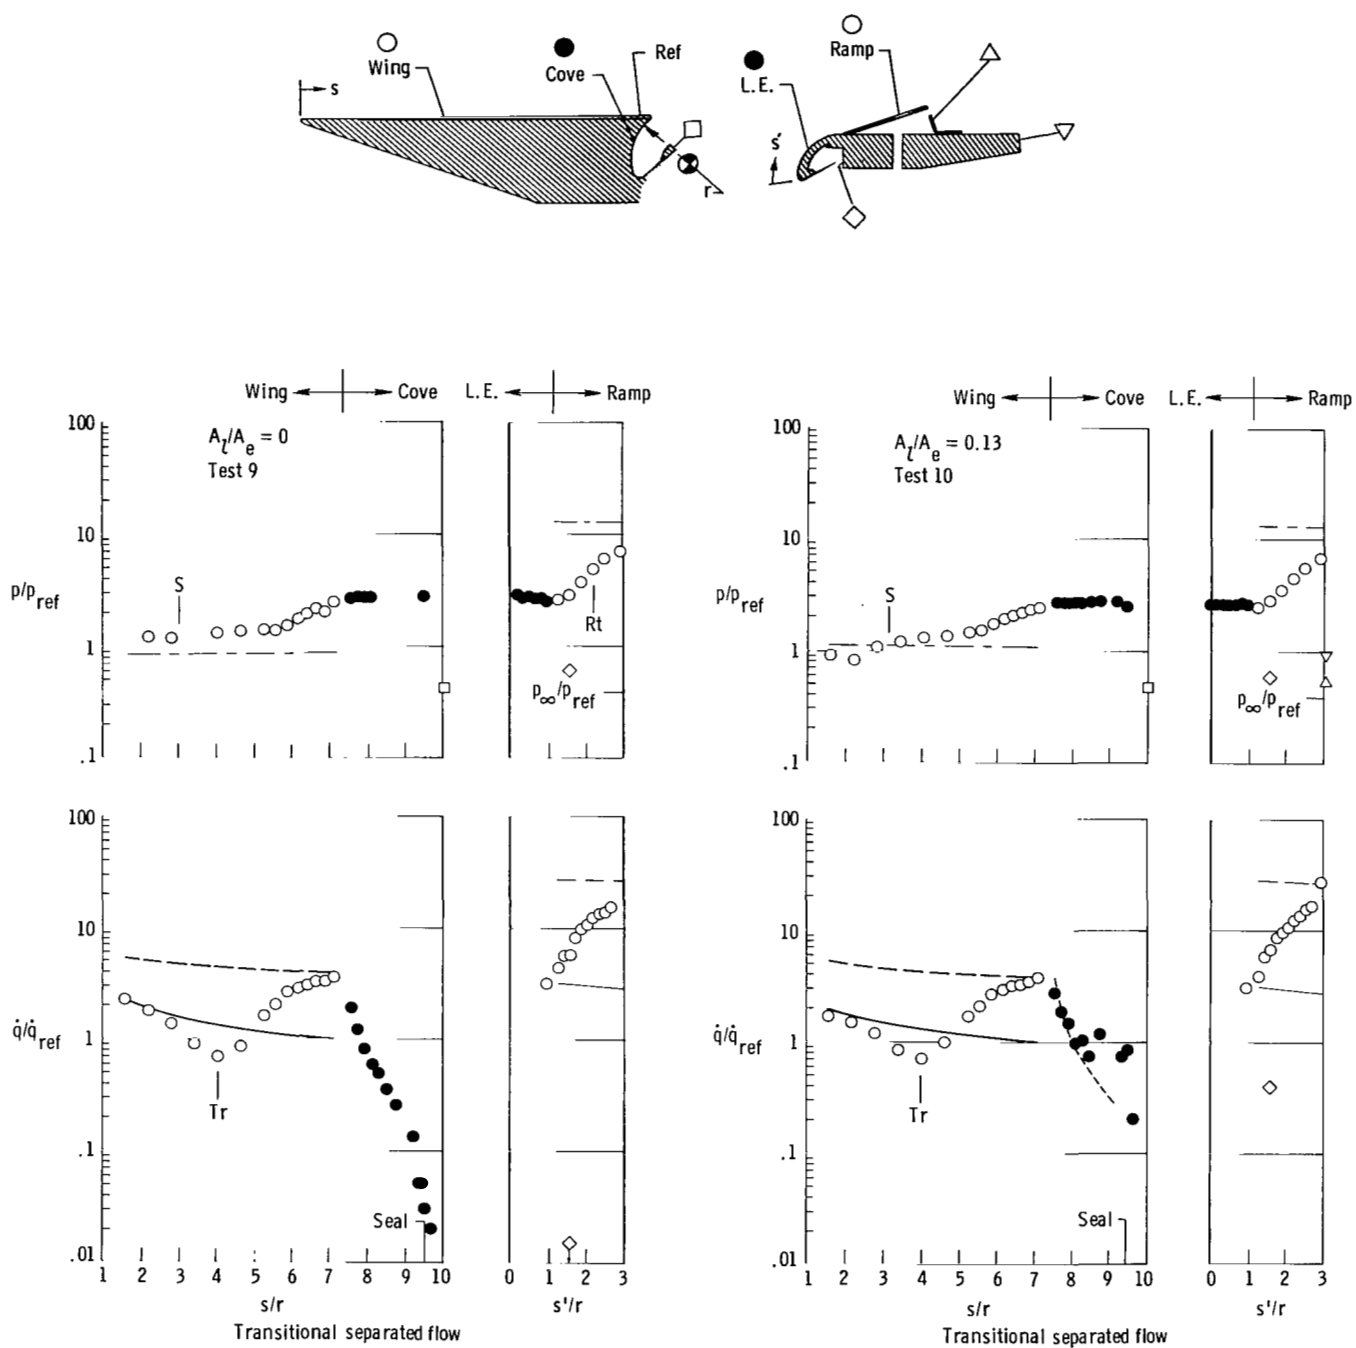 Wing
Cove
Ref
Ramp
L.E.
s
r
s'
Wing
Cove
L.E.
Ramp
A_l/A_e = 0
Test 9
100
10
1
.1
p/p_ref
S
Rt
p_∞/p_ref
100
10
1
.1
.01
q̇/q̇_ref
Tr
Seal
1 2 3 4 5 6 7 8 9 10
0 1 2 3
s/r
s'/r
Transitional separated flow
Wing
Cove
L.E.
Ramp
A_l/A_e = 0.13
Test 10
100
10
1
.1
p/p_ref
S
p_∞/p_ref
100
10
1
.1
.01
q̇/q̇_ref
Tr
Seal
1 2 3 4 5 6 7 8 9 10
0 1 2 3
s/r
s'/r
Transitional separated flow